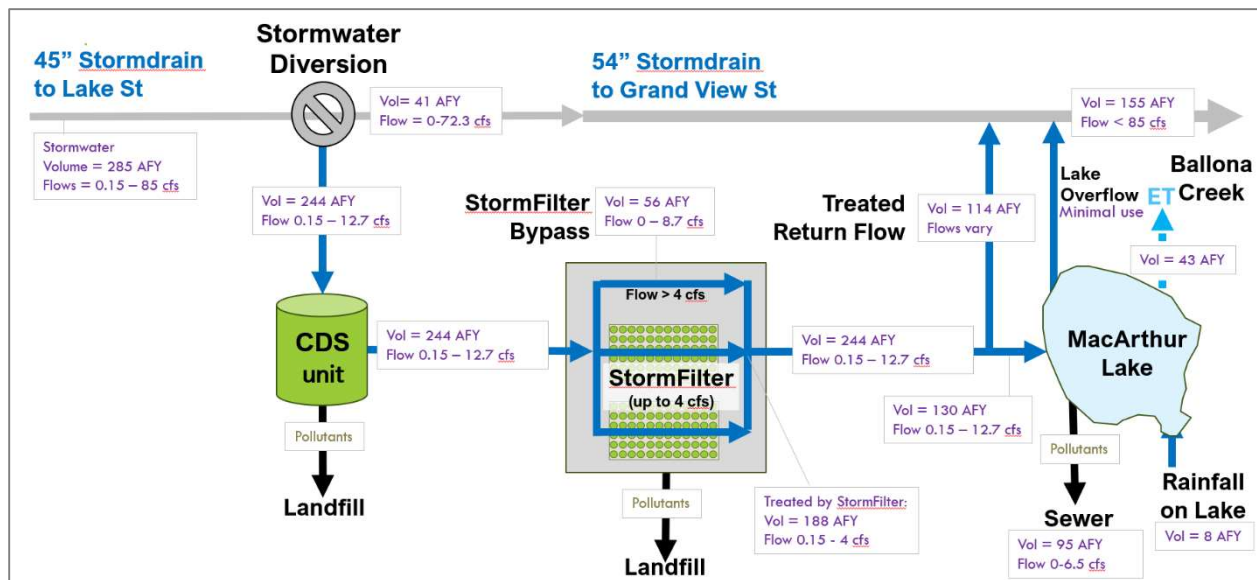 45” Stormdrain
to Lake St
Stormwater
Diversion
54” Stormdrain
to Grand View St
Vol= 41 AFY
Flow = 0-72.3 cfs
Vol = 155 AFY
Flow < 85 cfs
Stormwater
Volume = 285 AFY
Flows = 0.15 – 85 cfs
Vol = 244 AFY
Flow 0.15 – 12.7 cfs
StormFilter
Bypass
Vol = 56 AFY
Flow 0 – 8.7 cfs
Treated
Return Flow
Vol = 114 AFY
Flows vary
Lake
Overflow
Minimal use
ET
Ballona
Creek
Vol = 43 AFY
Flow > 4 cfs
CDS
unit
Vol = 244 AFY
Flow 0.15 – 12.7 cfs
StormFilter
(up to 4 cfs)
Vol = 244 AFY
Flow 0.15 – 12.7 cfs
MacArthur
Lake
Vol = 130 AFY
Flow 0.15 – 12.7 cfs
Pollutants
Landfill
Pollutants
Landfill
Treated by StormFilter:
Vol = 188 AFY
Flow 0.15 - 4 cfs
Pollutants
Sewer
Vol = 95 AFY
Flow 0-6.5 cfs
Rainfall
on Lake
Vol = 8 AFY